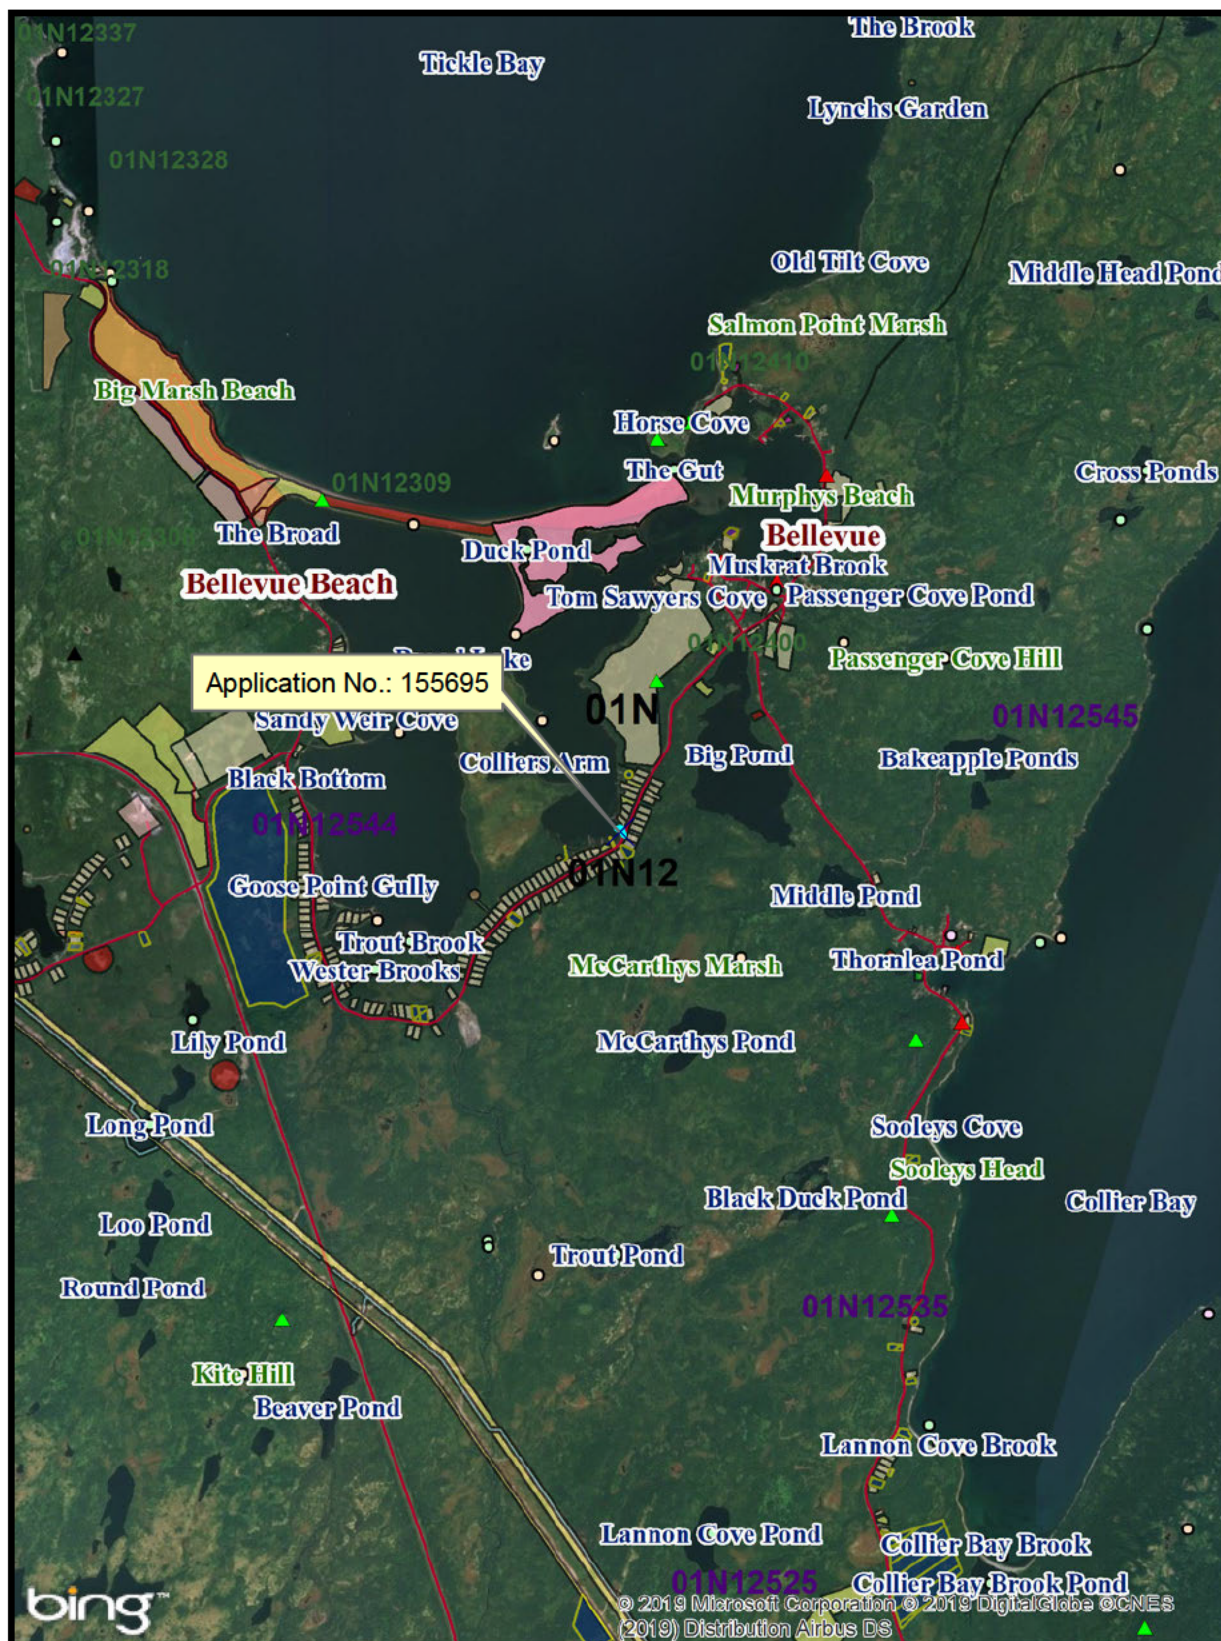 01N12337
The Brook
Tickle Bay
01N12327
Lynchs Garden
01N12328
01N12318
Old Tilt Cove
Middle Head Pond
Salmon Point Marsh
01N12410
Big Marsh Beach
Horse Cove
The Gut
Cross Ponds
01N12309
Murphys Beach
The Broad
Bellevue
Duck Pond
Muskrat Brook
Bellevue Beach
Tom Sawyers Cove
Passenger Cove Pond
01N12400
Passenger Cove Hill
Application No.: 155695
01N
01N12545
Sandy Weir Cove
Colliers Arm
Big Pond
Bakeapple Ponds
Black Bottom
01N12544
01N12
Goose Point Gully
Middle Pond
Trout Brook
Wester Brooks
McCarthys Marsh
Thornlea Pond
Lily Pond
McCarthys Pond
Long Pond
Sooleys Cove
Sooleys Head
Black Duck Pond
Collier Bay
Loo Pond
Trout Pond
Round Pond
01N12535
Kite Hill
Beaver Pond
Lannon Cove Brook
Lannon Cove Pond
Collier Bay Brook
01N12525
Collier Bay Brook Pond
bing™
© 2019 Microsoft Corporation © 2019 DigitalGlobe ©CNES
(2019) Distribution Airbus DS